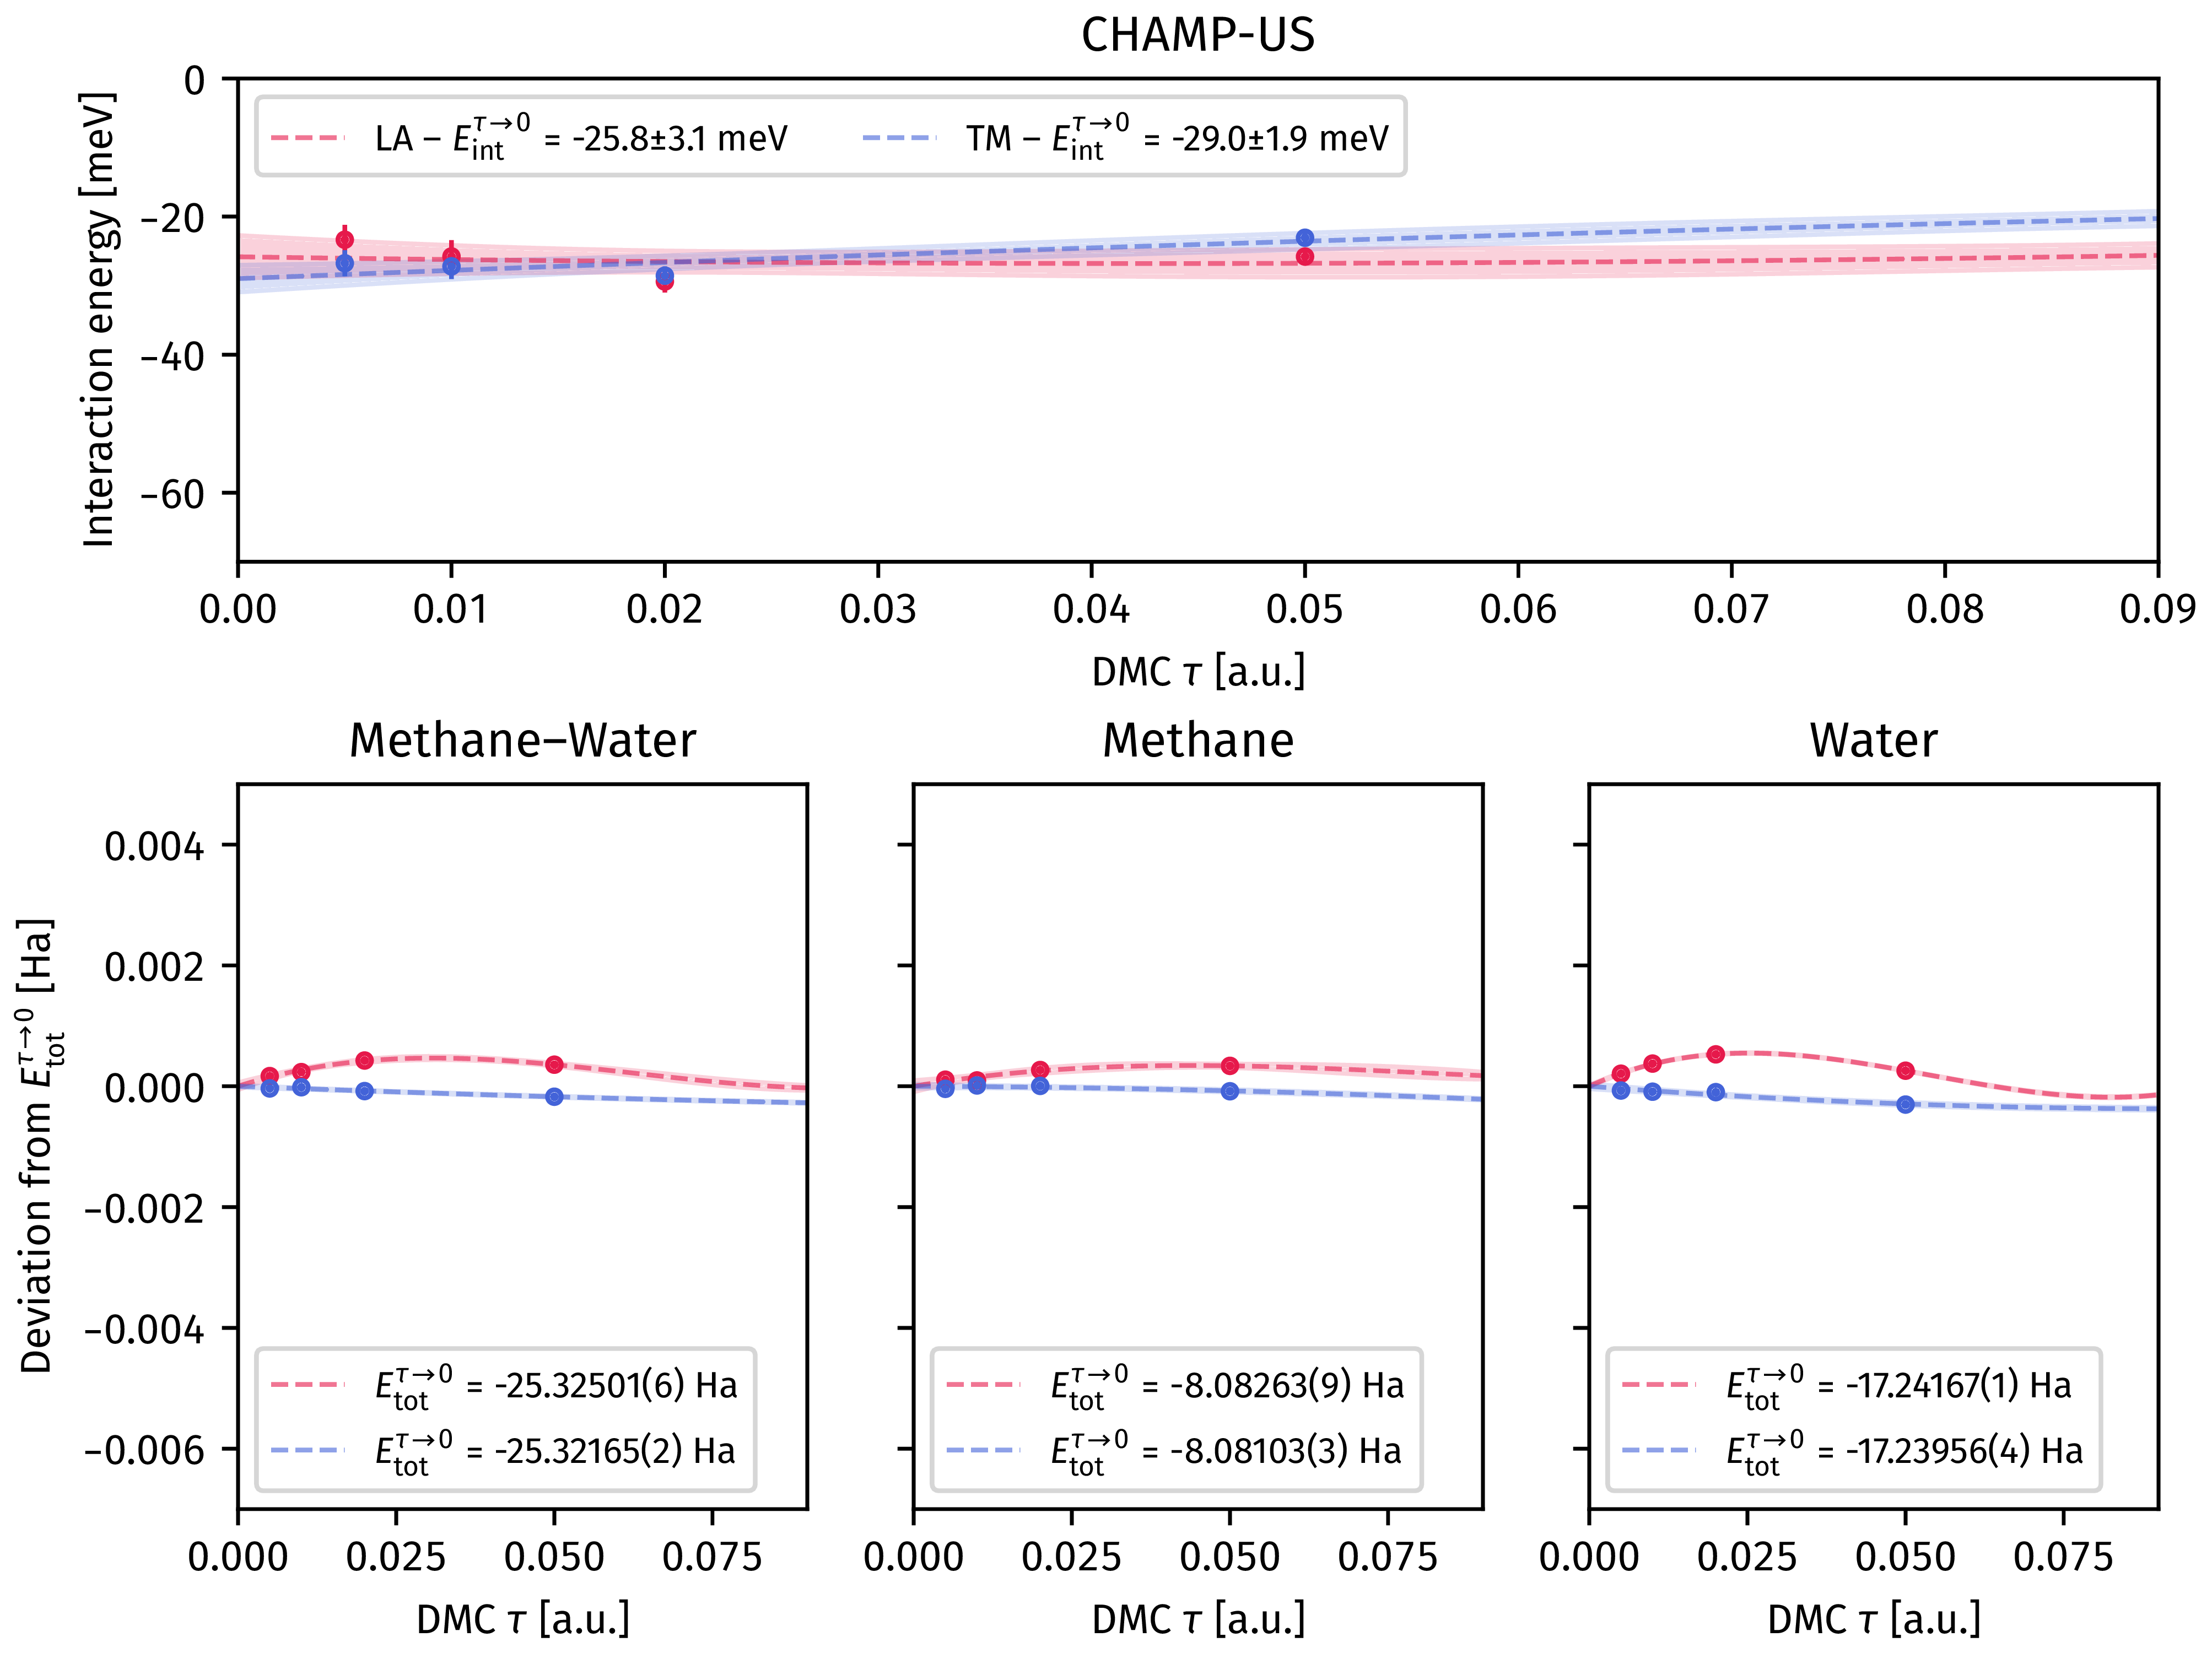 CHAMP-US
Interaction energy [meV]
0
−20
−40
−60
LA – E_int^{τ→0} = -25.8±3.1 meV
TM – E_int^{τ→0} = -29.0±1.9 meV
0.00 0.01 0.02 0.03 0.04 0.05 0.06 0.07 0.08 0.09
DMC τ [a.u.]
Methane–Water
Methane
Water
Deviation from E_tot^{τ→0} [Ha]
0.004
0.002
0.000
−0.002
−0.004
−0.006
E_tot^{τ→0} = -25.32501(6) Ha
E_tot^{τ→0} = -25.32165(2) Ha
0.000 0.025 0.050 0.075
DMC τ [a.u.]
E_tot^{τ→0} = -8.08263(9) Ha
E_tot^{τ→0} = -8.08103(3) Ha
0.000 0.025 0.050 0.075
DMC τ [a.u.]
E_tot^{τ→0} = -17.24167(1) Ha
E_tot^{τ→0} = -17.23956(4) Ha
0.000 0.025 0.050 0.075
DMC τ [a.u.]